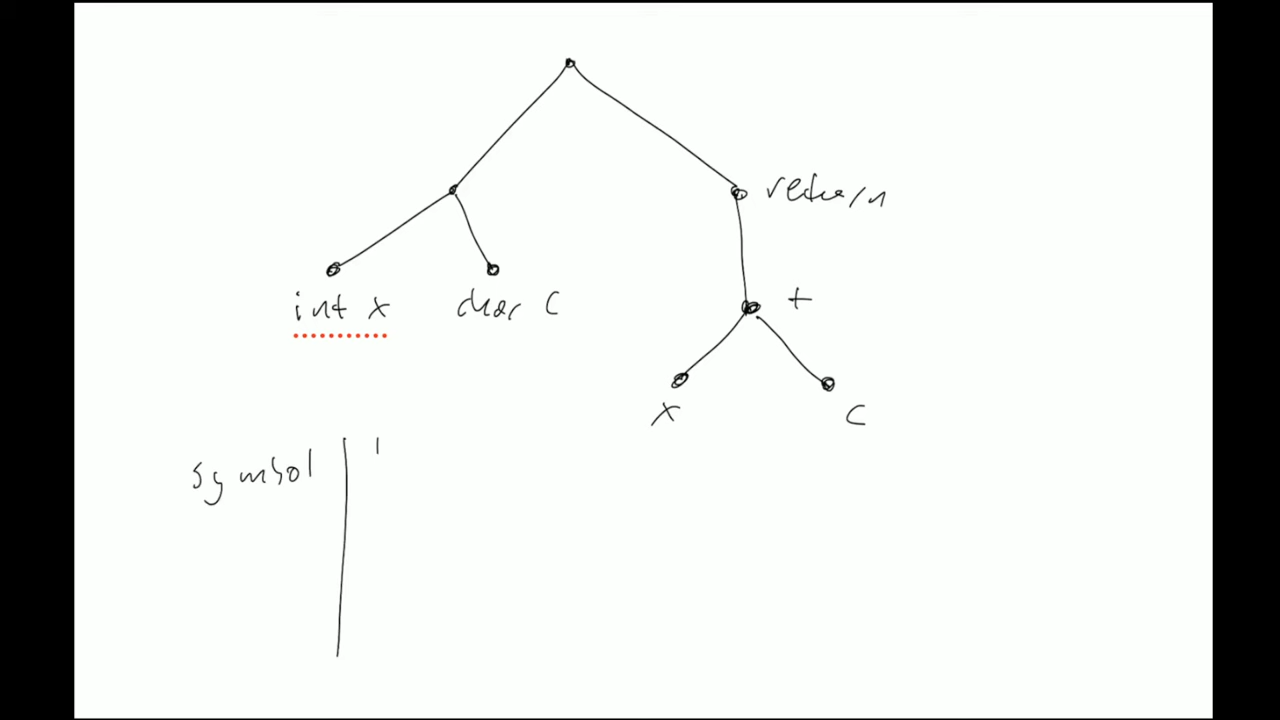 return
int x
char c
+
x
c
symbol